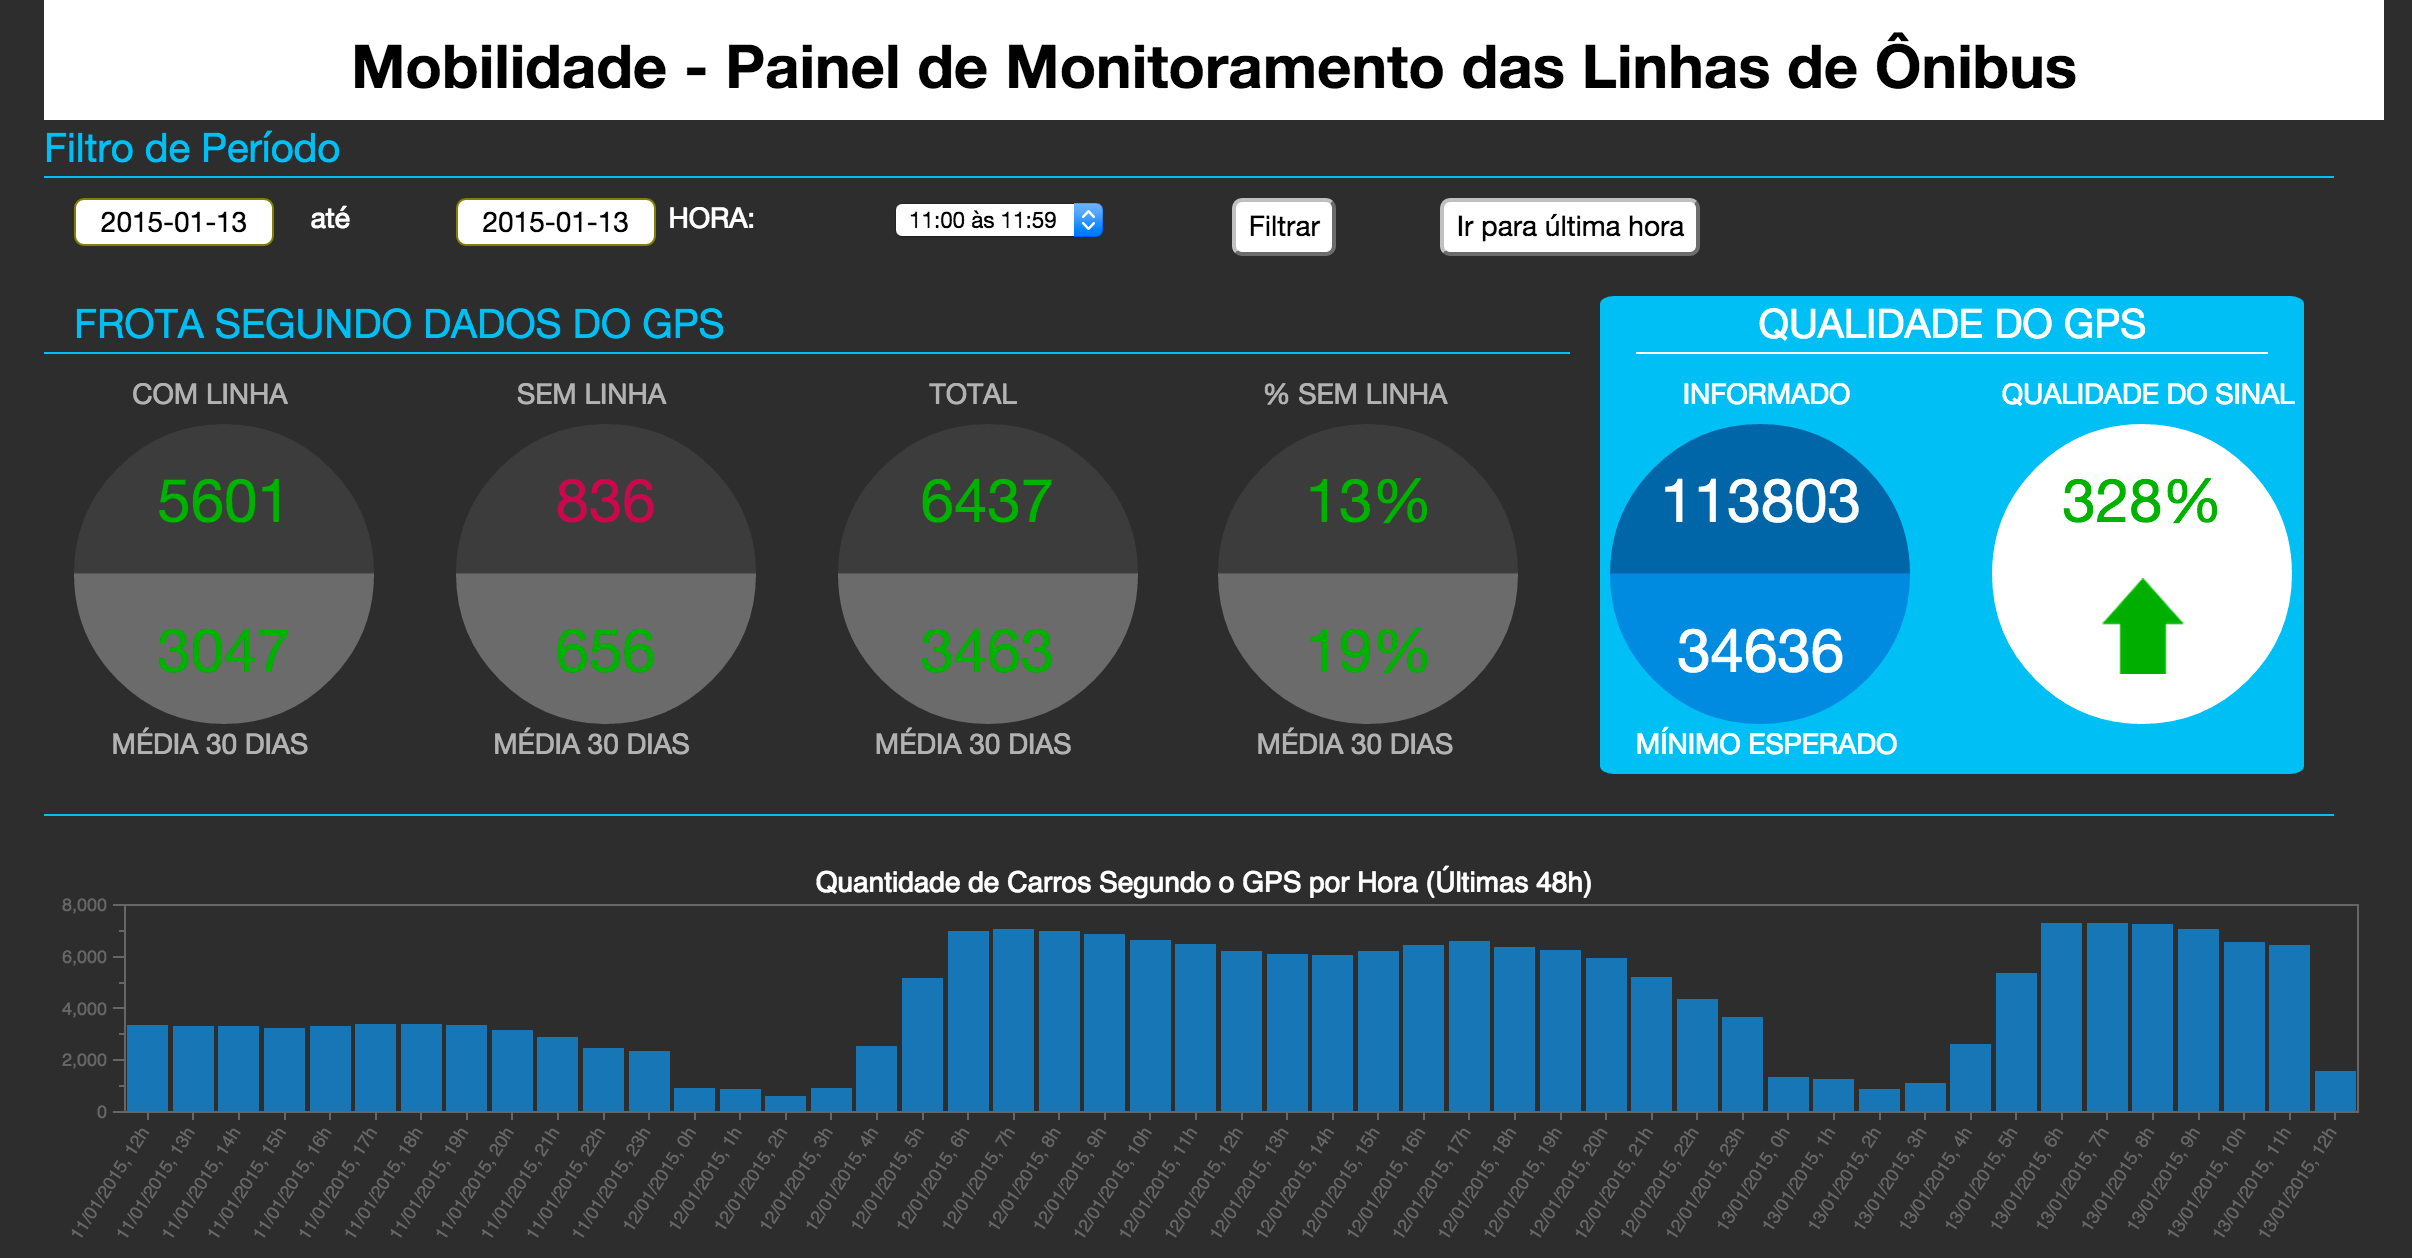 Mobilidade - Painel de Monitoramento das Linhas de Ônibus
Filtro de Período
2015-01-13 até 2015-01-13 HORA: 11:00 às 11:59 Filtrar Ir para última hora
FROTA SEGUNDO DADOS DO GPS
COM LINHA SEM LINHA TOTAL % SEM LINHA
5601 836 6437 13%
3047 656 3463 19%
MÉDIA 30 DIAS MÉDIA 30 DIAS MÉDIA 30 DIAS MÉDIA 30 DIAS
QUALIDADE DO GPS
INFORMADO QUALIDADE DO SINAL
113803 328%
34636
MÍNIMO ESPERADO
Quantidade de Carros Segundo o GPS por Hora (Últimas 48h)
8,000
6,000
4,000
2,000
0
11/01/2015, 12h
11/01/2015, 13h
11/01/2015, 14h
11/01/2015, 15h
11/01/2015, 16h
11/01/2015, 17h
11/01/2015, 18h
11/01/2015, 19h
11/01/2015, 20h
11/01/2015, 21h
11/01/2015, 22h
11/01/2015, 23h
12/01/2015, 0h
12/01/2015, 1h
12/01/2015, 2h
12/01/2015, 3h
12/01/2015, 4h
12/01/2015, 5h
12/01/2015, 6h
12/01/2015, 7h
12/01/2015, 8h
12/01/2015, 9h
12/01/2015, 10h
12/01/2015, 11h
12/01/2015, 12h
12/01/2015, 13h
12/01/2015, 14h
12/01/2015, 15h
12/01/2015, 16h
12/01/2015, 17h
12/01/2015, 18h
12/01/2015, 19h
12/01/2015, 20h
12/01/2015, 21h
12/01/2015, 22h
12/01/2015, 23h
13/01/2015, 0h
13/01/2015, 1h
13/01/2015, 2h
13/01/2015, 3h
13/01/2015, 4h
13/01/2015, 5h
13/01/2015, 6h
13/01/2015, 7h
13/01/2015, 8h
13/01/2015, 9h
13/01/2015, 10h
13/01/2015, 11h
13/01/2015, 12h